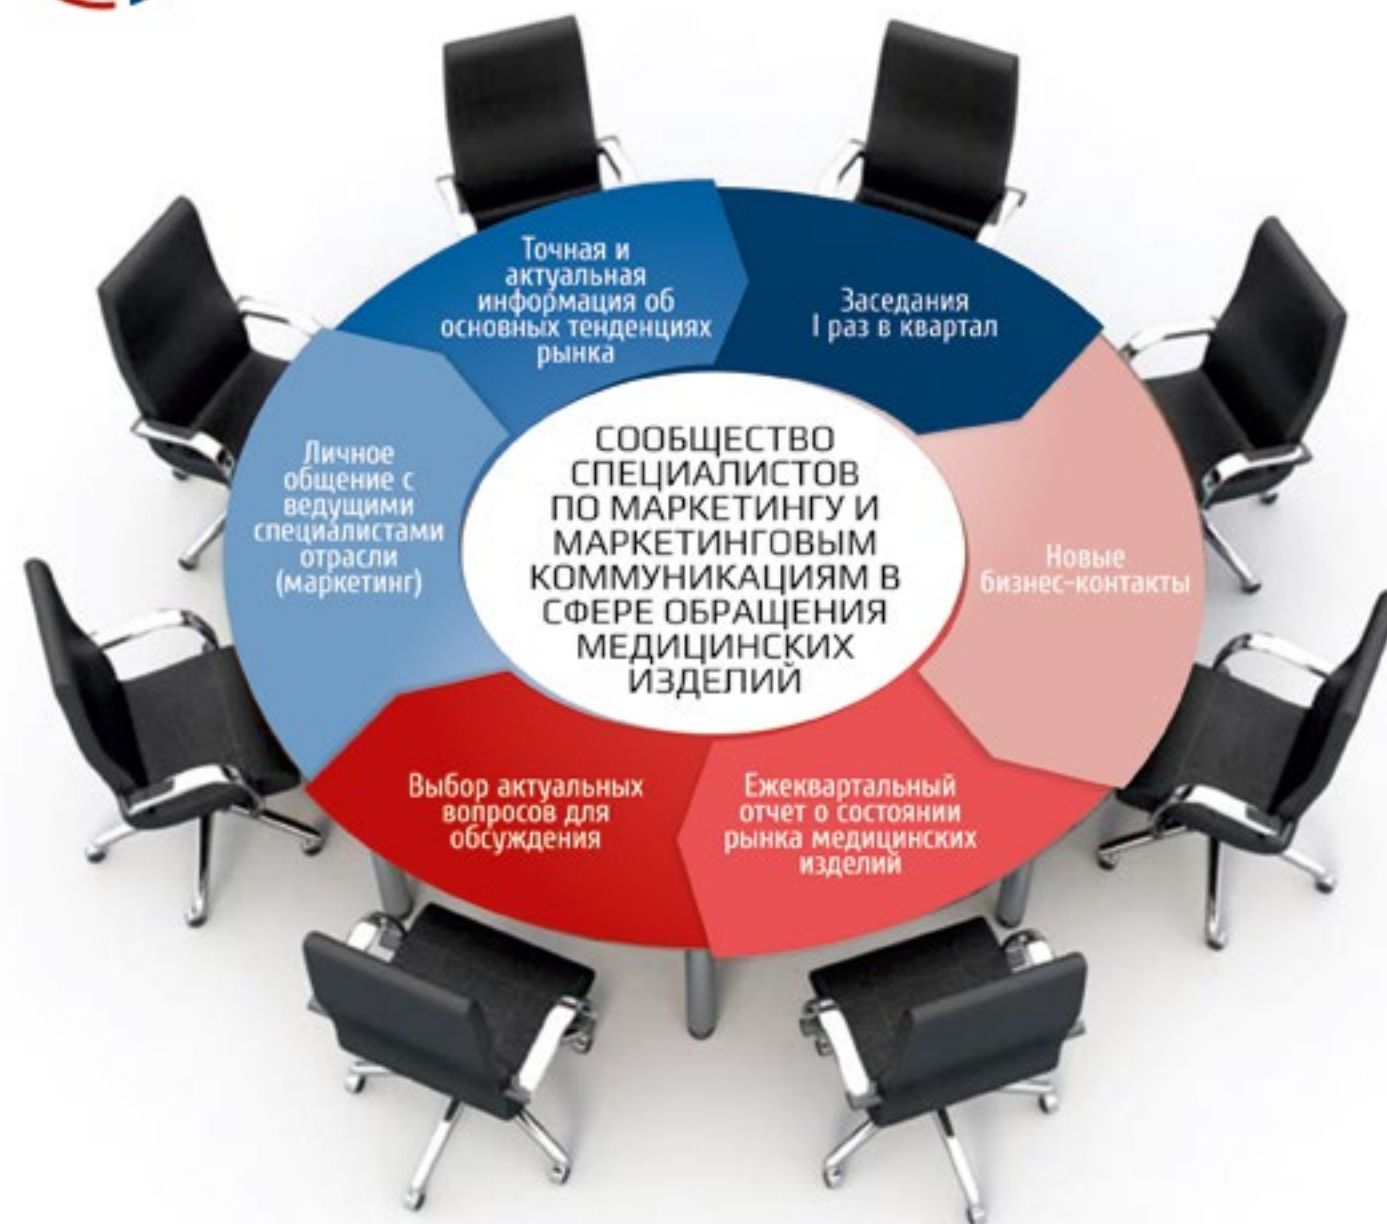 Точная и
актуальная
информация об
основных тенденциях
рынка
Заседания
1 раз в квартал
Личное
общение с
ведущими
специалистами
отрасли
(маркетинг)
СООБЩЕСТВО
СПЕЦИАЛИСТОВ
ПО МАРКЕТИНГУ И
МАРКЕТИНГОВЫМ
КОММУНИКАЦИЯМ В
СФЕРЕ ОБРАЩЕНИЯ
МЕДИЦИНСКИХ
ИЗДЕЛИЙ
Новые
бизнес-контакты
Выбор актуальных
вопросов для
обсуждения
Ежеквартальный
отчет о состоянии
рынка медицинских
изделий